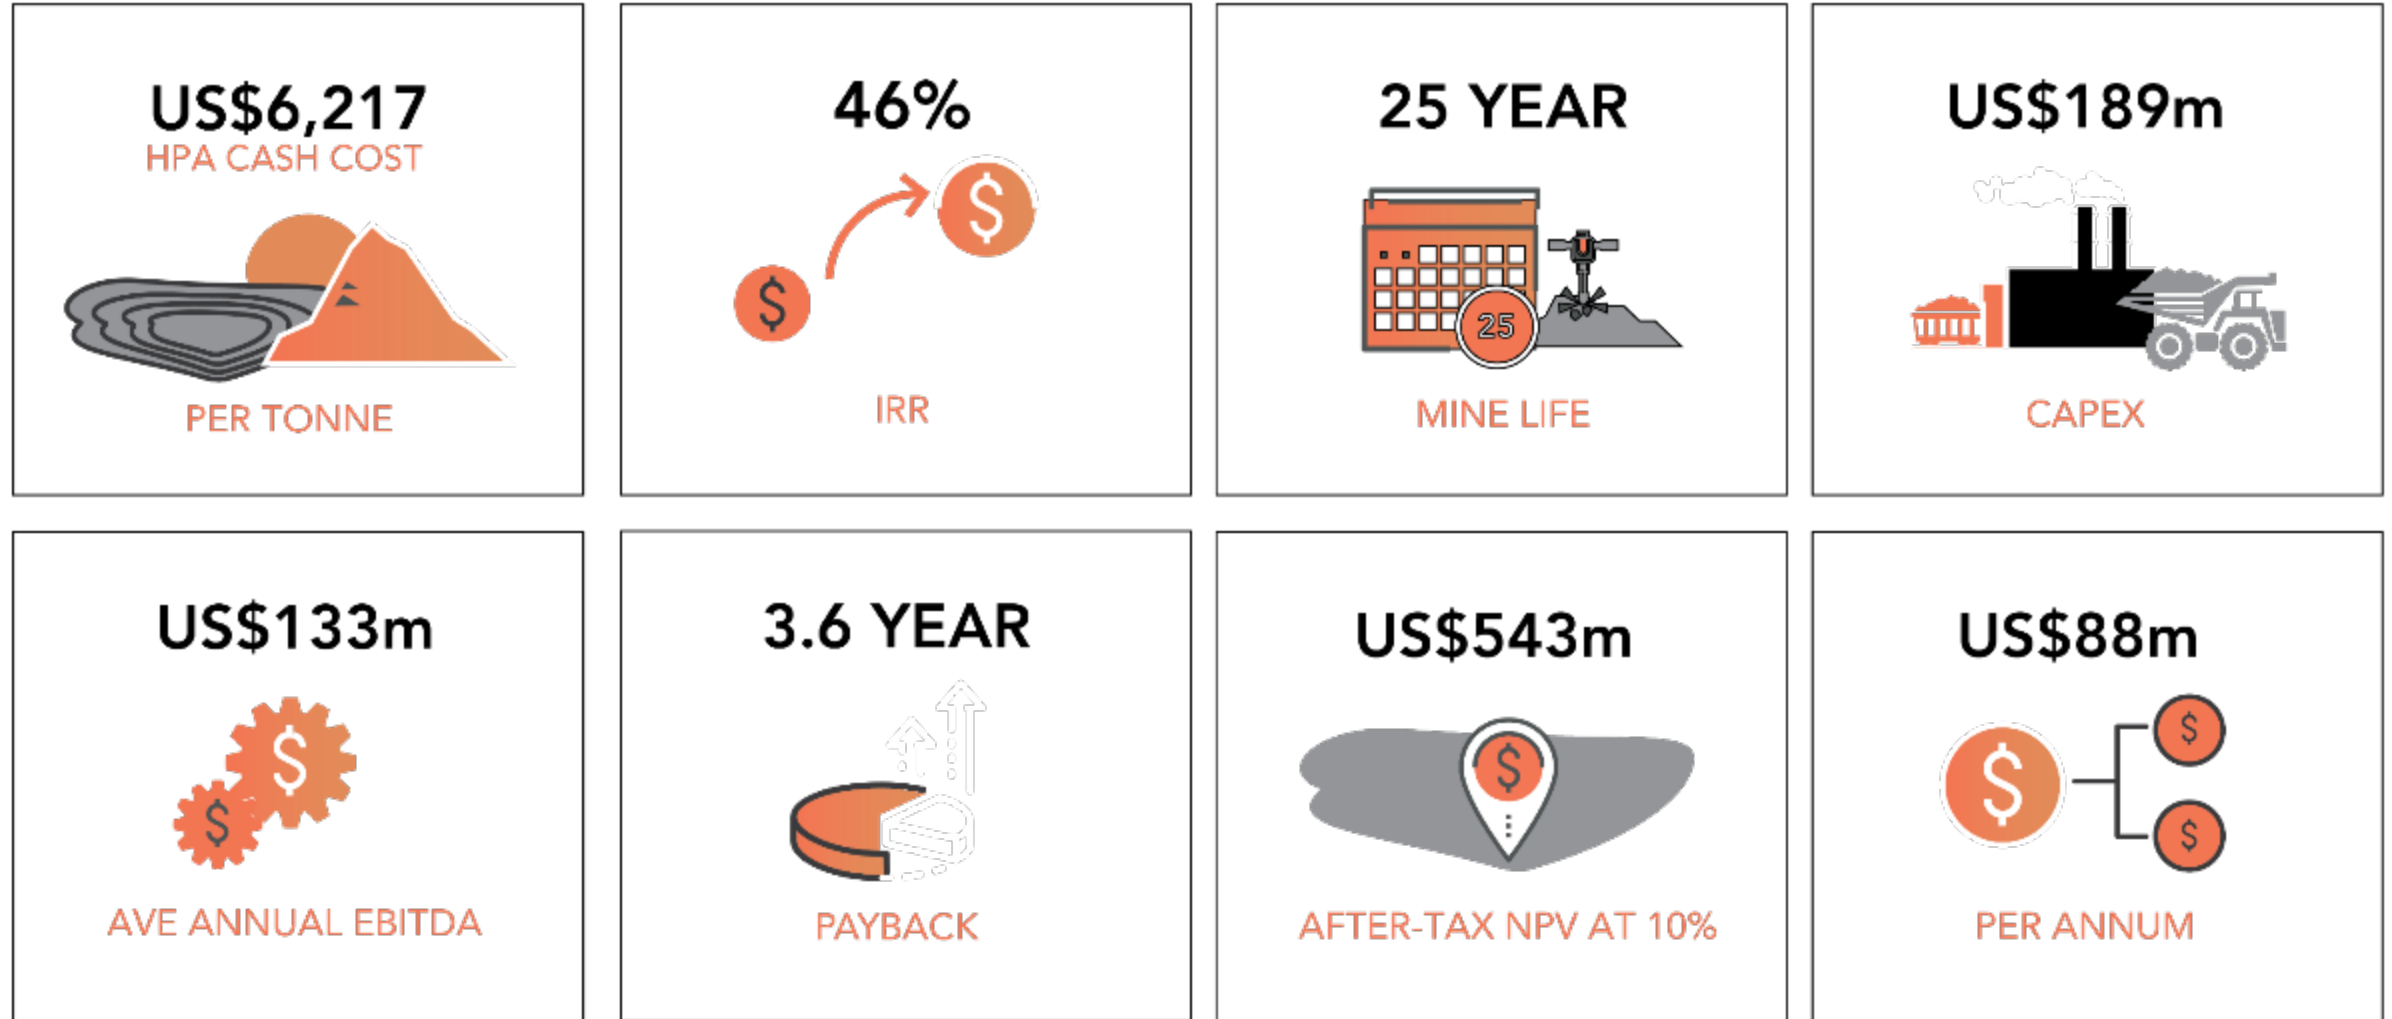 US$6,217
HPA CASH COST
PER TONNE
46%
IRR
25 YEAR
25
MINE LIFE
US$189m
CAPEX
US$133m
$
$
AVE ANNUAL EBITDA
3.6 YEAR
PAYBACK
US$543m
$
AFTER-TAX NPV AT 10%
US$88m
$
$
$
PER ANNUM